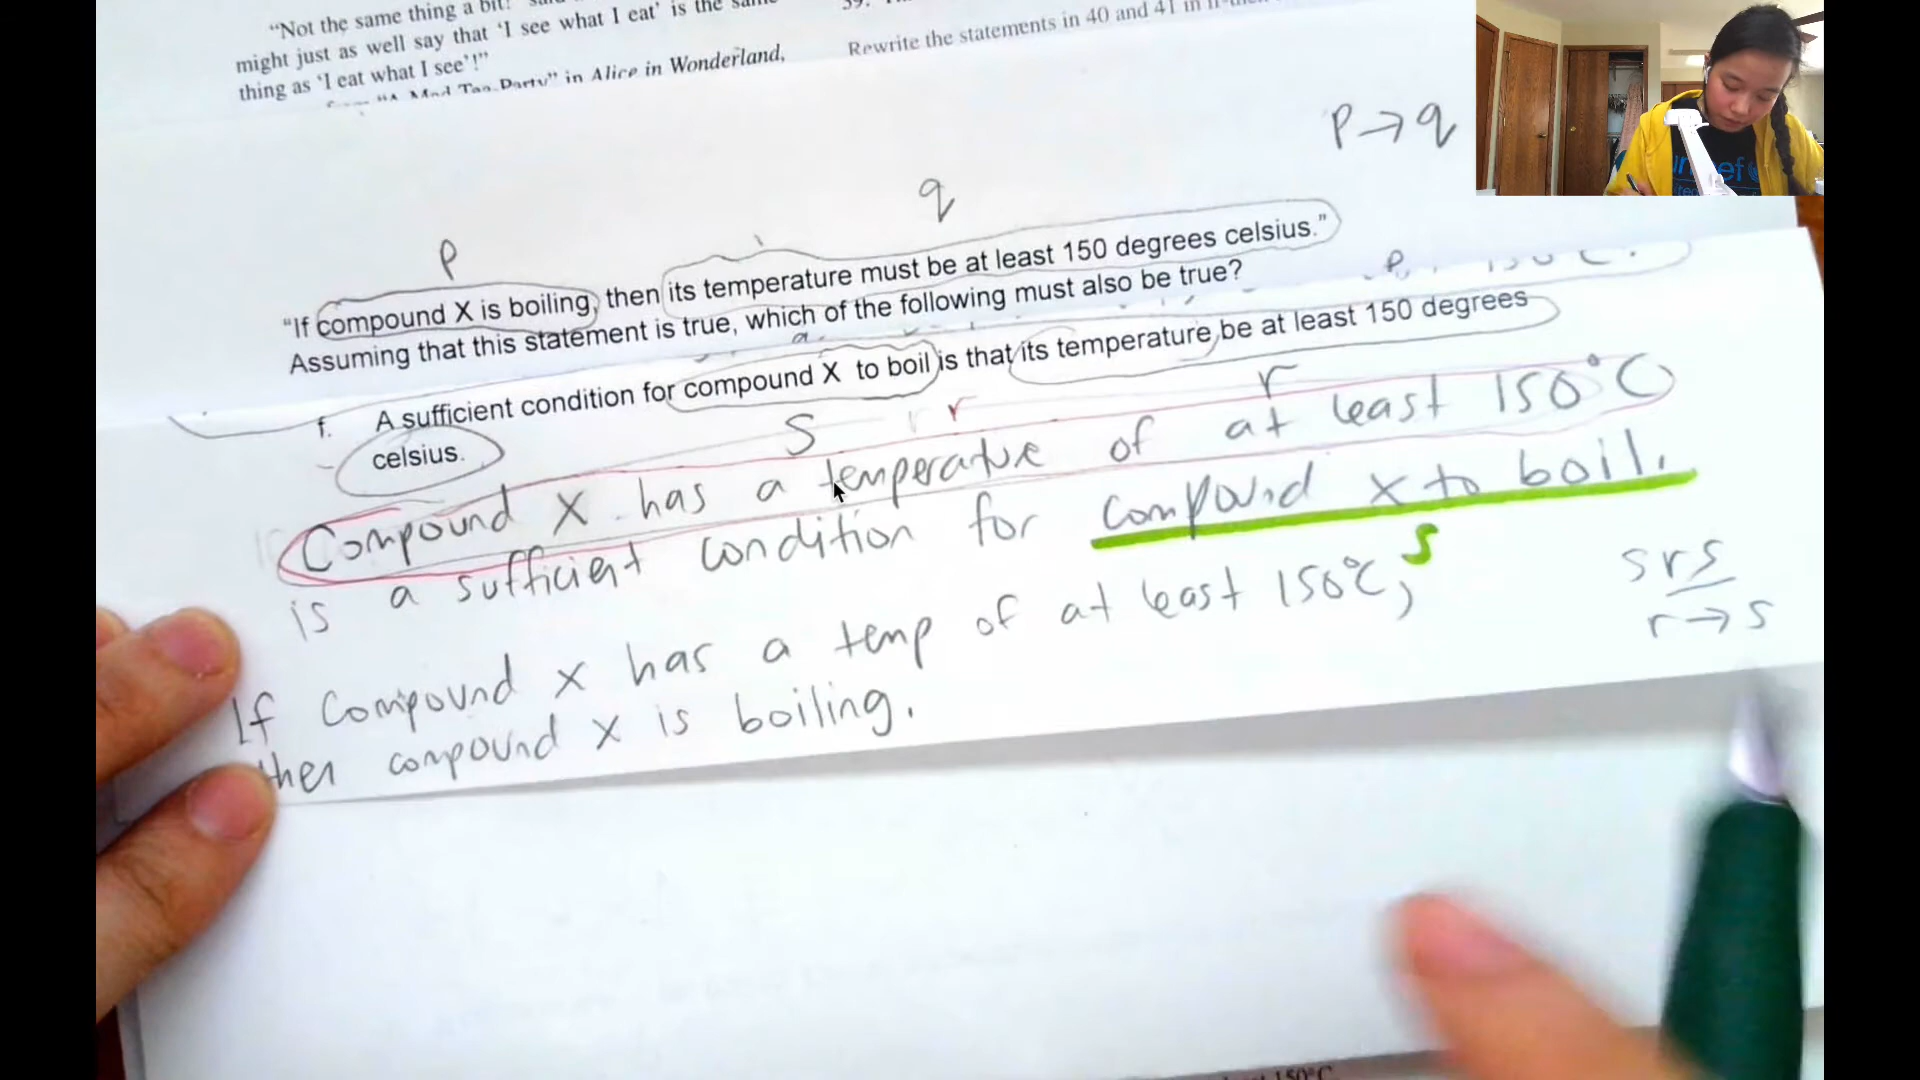 "Not the same thing a bit!"
might just as well say that 'I see what I eat' is the same
thing as 'I eat what I see'!"
"A Mad Tea-Party" in Alice in Wonderland,
39.
Rewrite the statements in 40 and 41 in if-then
p → q
q
p
"If compound X is boiling, then its temperature must be at least 150 degrees celsius."
Assuming that this statement is true, which of the following must also be true?
f. A sufficient condition for compound X to boil is that its temperature be at least 150 degrees
celsius.
s r r
Compound X has a temperature of at least 150°C
is a sufficient condition for compound x to boil.
s
If compound x has a temp of at least 150°C,
then compound x is boiling.
s r s
r → s
unicef